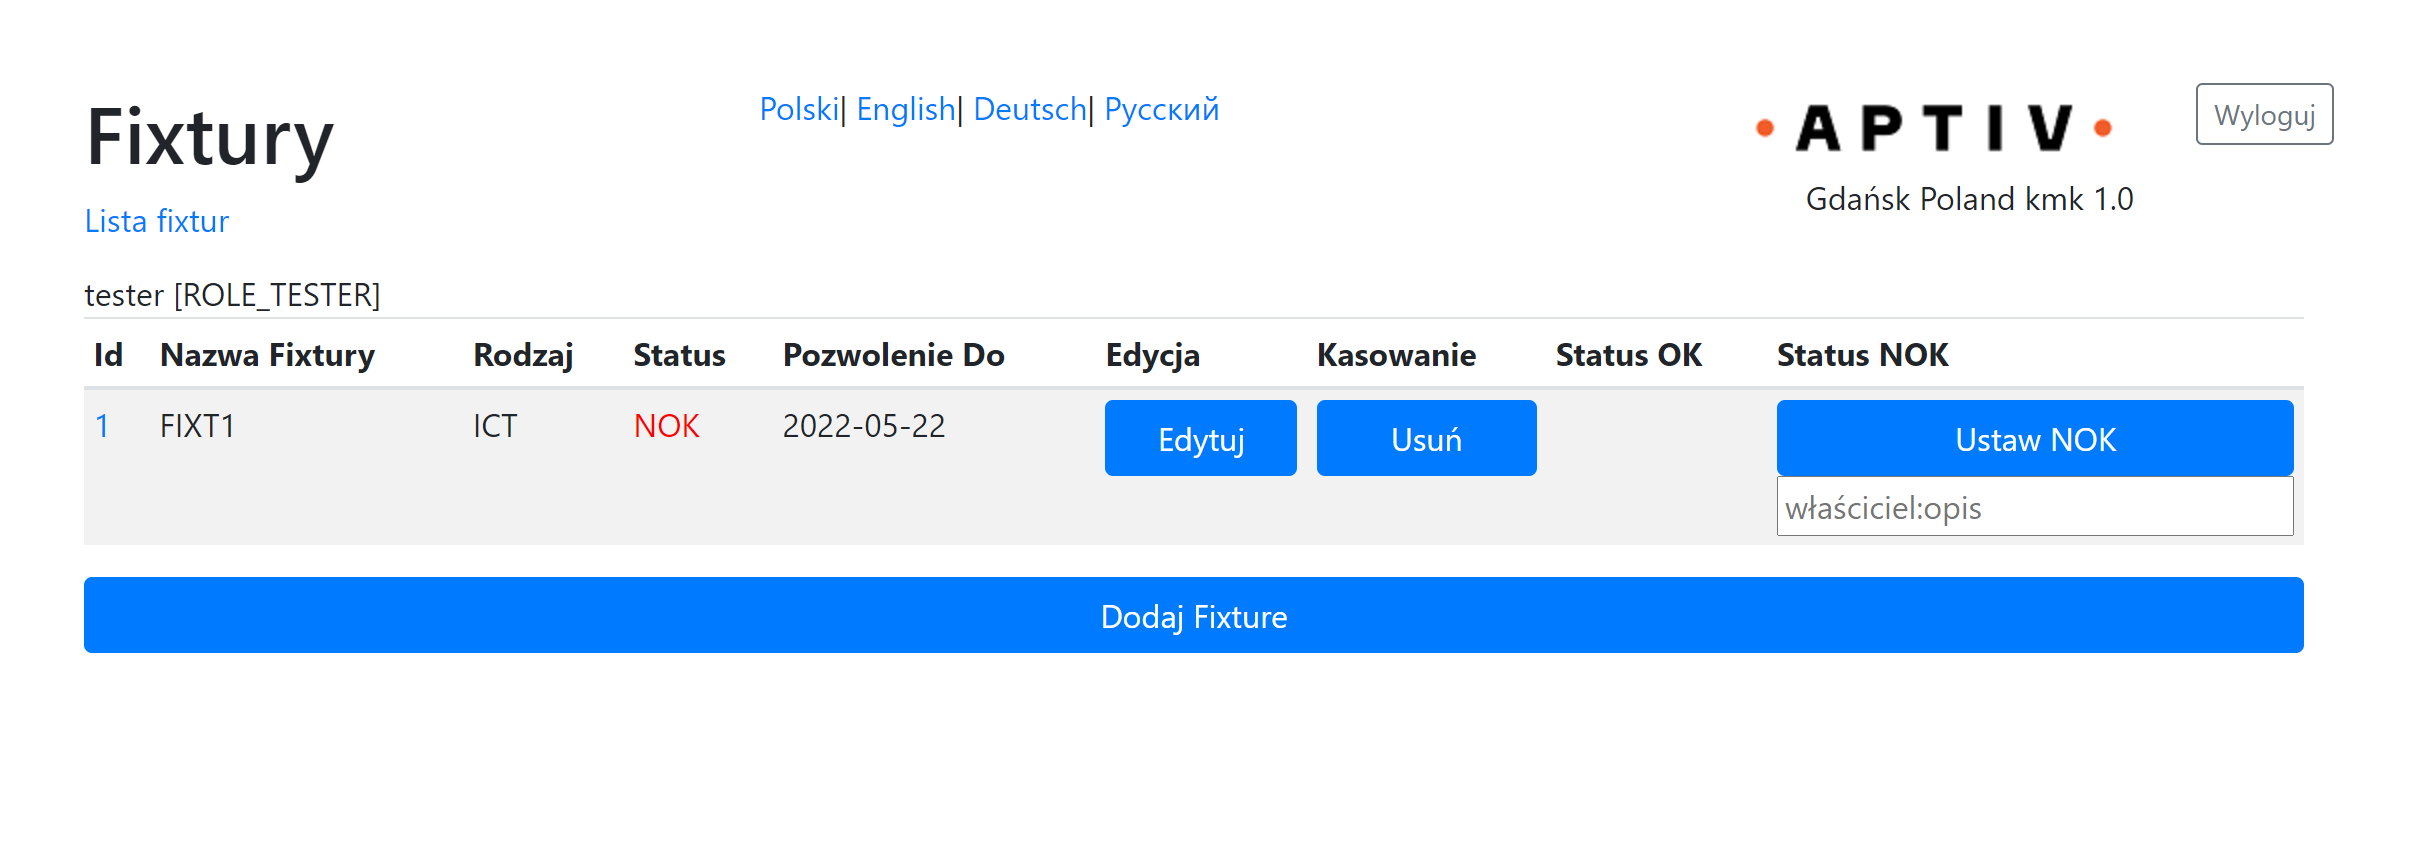 Fixtury
Polski| English| Deutsch| Русский
APTIV
Wyloguj
Gdańsk Poland kmk 1.0
Lista fixtur
tester [ROLE_TESTER]
Id Nazwa Fixtury Rodzaj Status Pozwolenie Do Edycja Kasowanie Status OK Status NOK
1 FIXT1 ICT NOK 2022-05-22 Edytuj Usuń Ustaw NOK
właściciel:opis
Dodaj Fixture